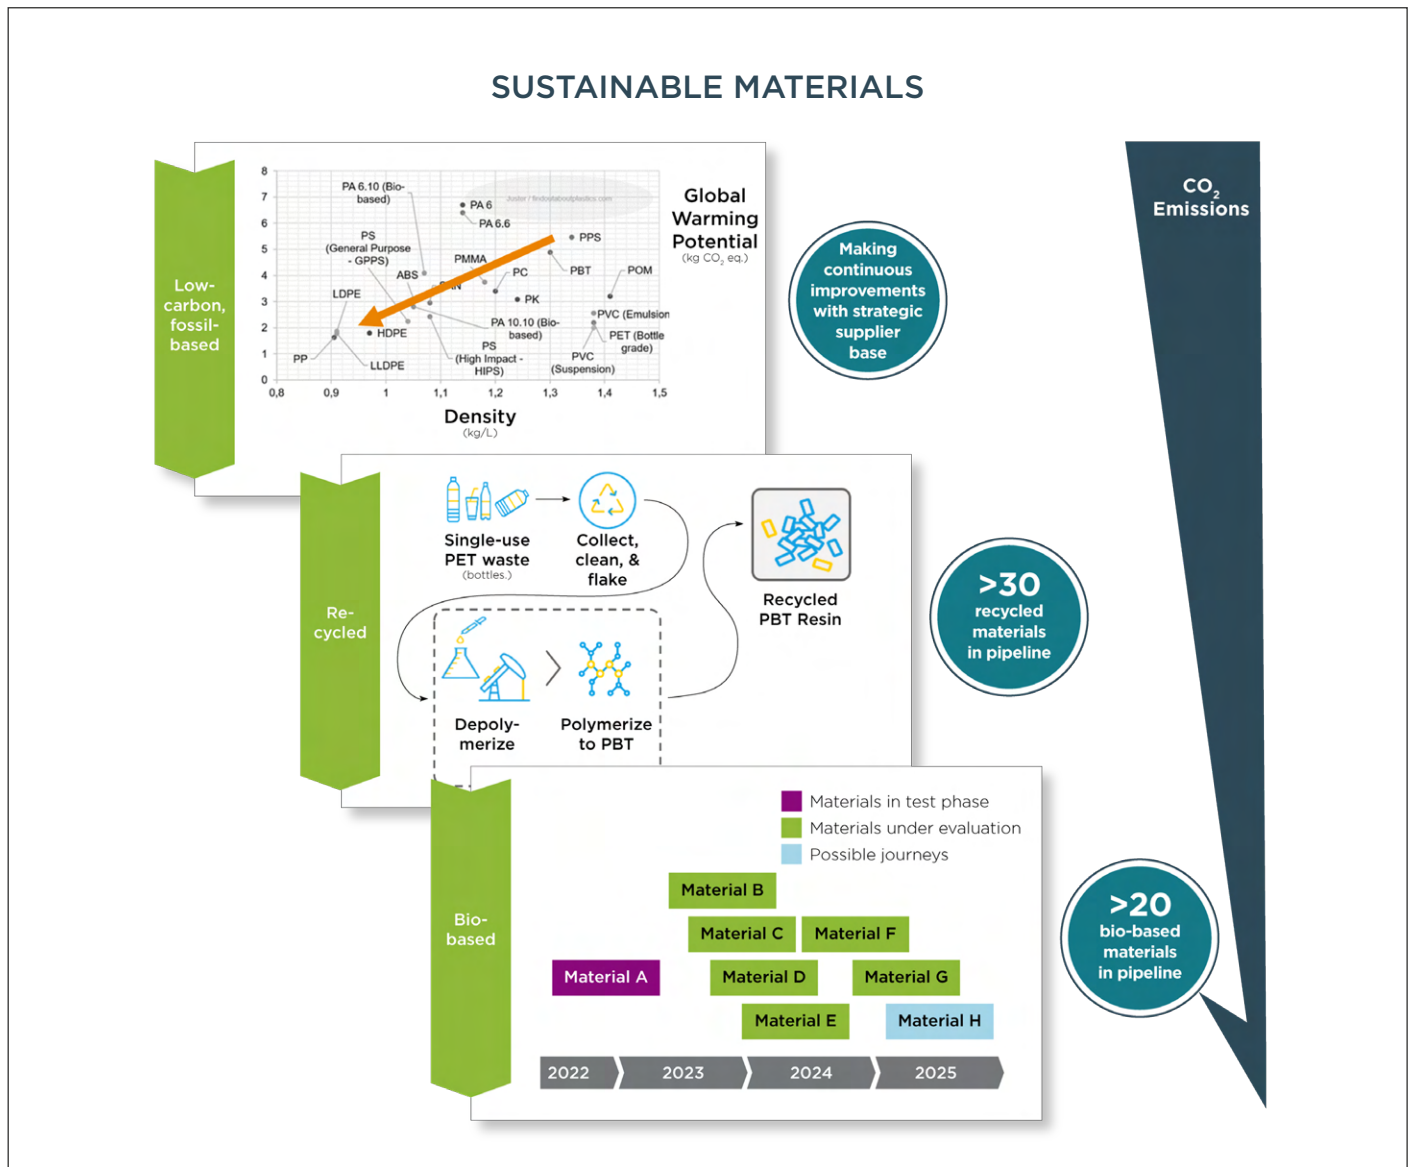 SUSTAINABLE MATERIALS
Low-
carbon,
fossil-
based
8
7
6
5
4
3
2
1
0
0,8
0,9
1
1,1
1,2
1,3
1,4
1,5
PA 6.10 (Bio-
based)
Juster / findoutaboutplastics.com
PA 6
PA 6.6
PS
(General Purpose
- GPPS)
PPS
PMMA
ABS
PC
PBT
POM
LDPE
PK
PVC (Emulsion
HDPE
PA 10.10 (Bio-
based)
PET (Bottle
grade)
PP
LLDPE
PS
(High Impact -
HIPS)
PVC
(Suspension)
Density
(kg/L)
Global
Warming
Potential
(kg CO₂ eq.)
Making
continuous
improvements
with strategic
supplier
base
CO₂
Emissions
Re-
cycled
Single-use
PET waste
(bottles.)
Collect,
clean, &
flake
Recycled
PBT Resin
Depoly-
merize
Polymerize
to PBT
>30
recycled
materials
in pipeline
Bio-
based
Materials in test phase
Materials under evaluation
Possible journeys
Material B
Material C
Material F
Material A
Material D
Material G
Material E
Material H
2022
2023
2024
2025
>20
bio-based
materials
in pipeline